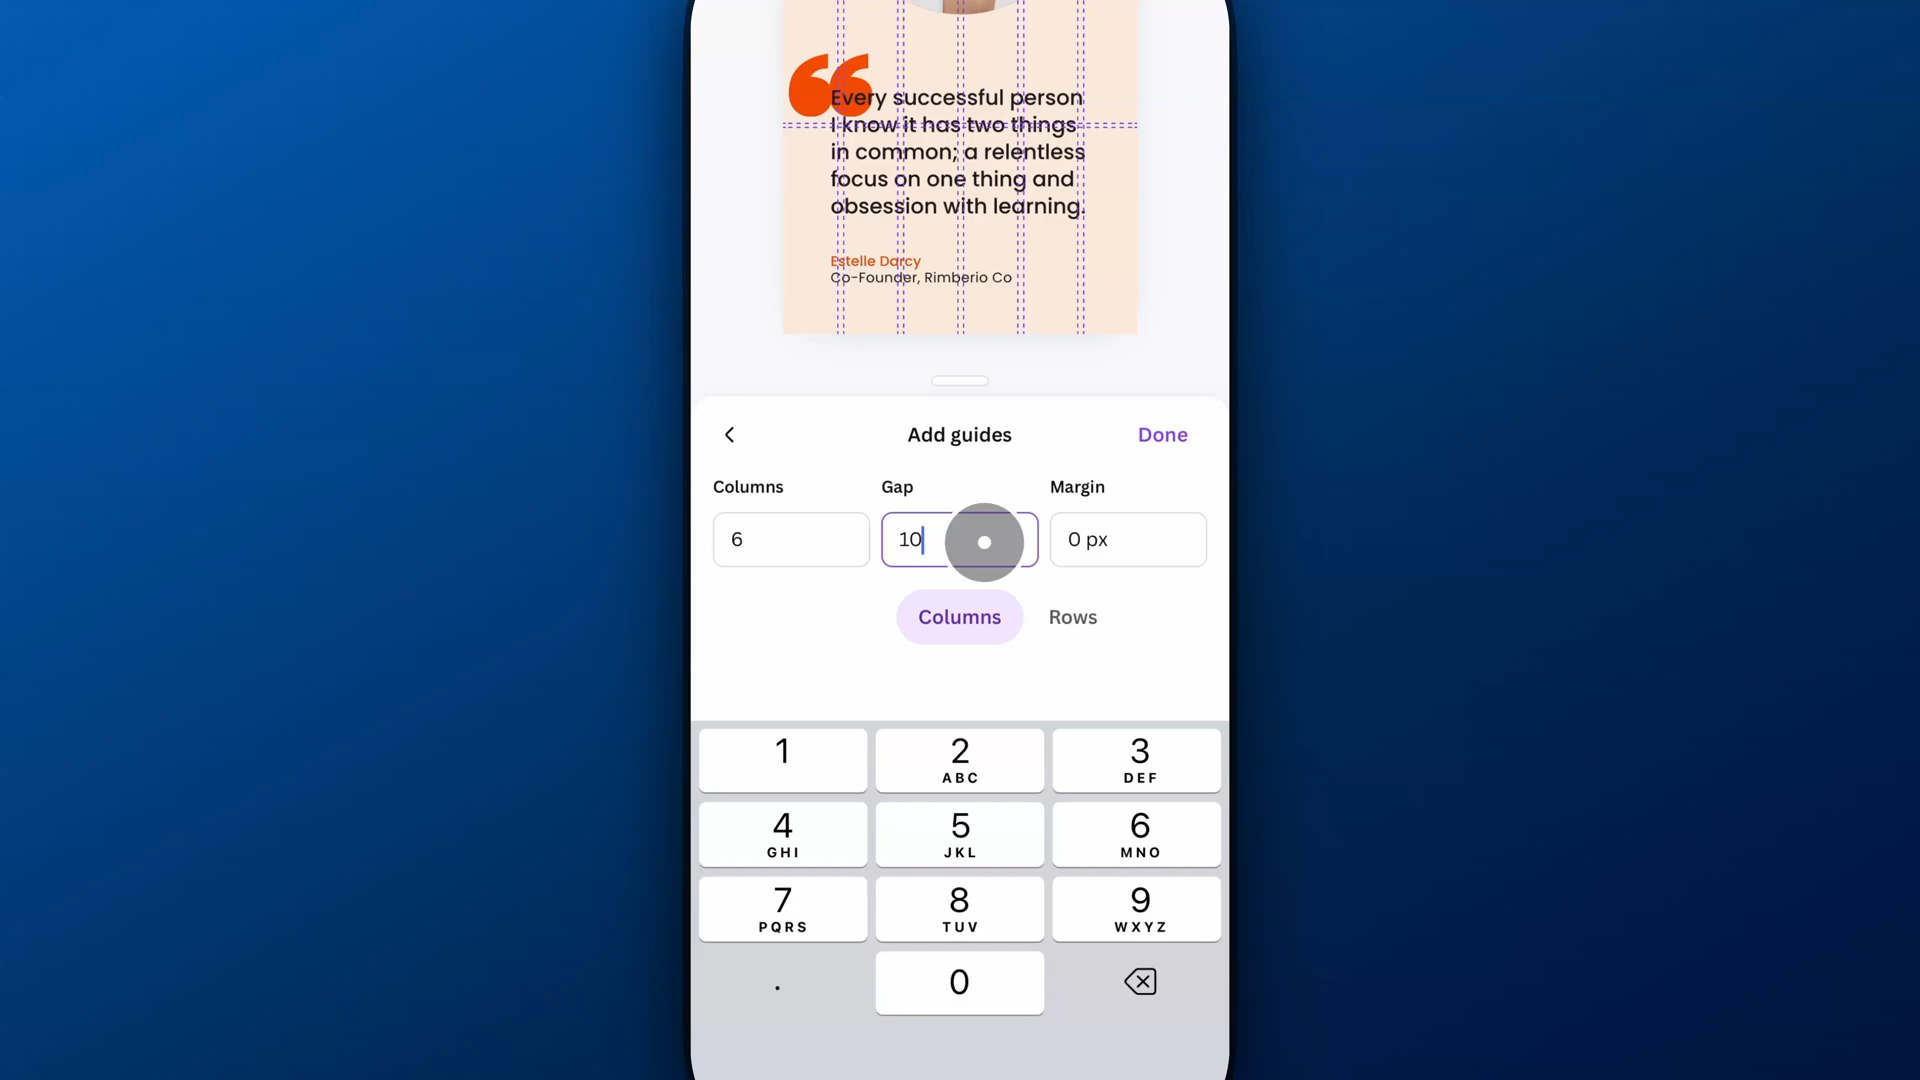 “
Every successful person
I know it has two things
in common; a relentless
focus on one thing and
obsession with learning.
Estelle Darcy
Co-Founder, Rimberio Co
Add guides
Done
Columns
Gap
Margin
6
10
0 px
Columns
Rows
1
2
3
ABC
DEF
4
5
6
GHI
JKL
MNO
7
8
9
PQRS
TUV
WXYZ
.
0